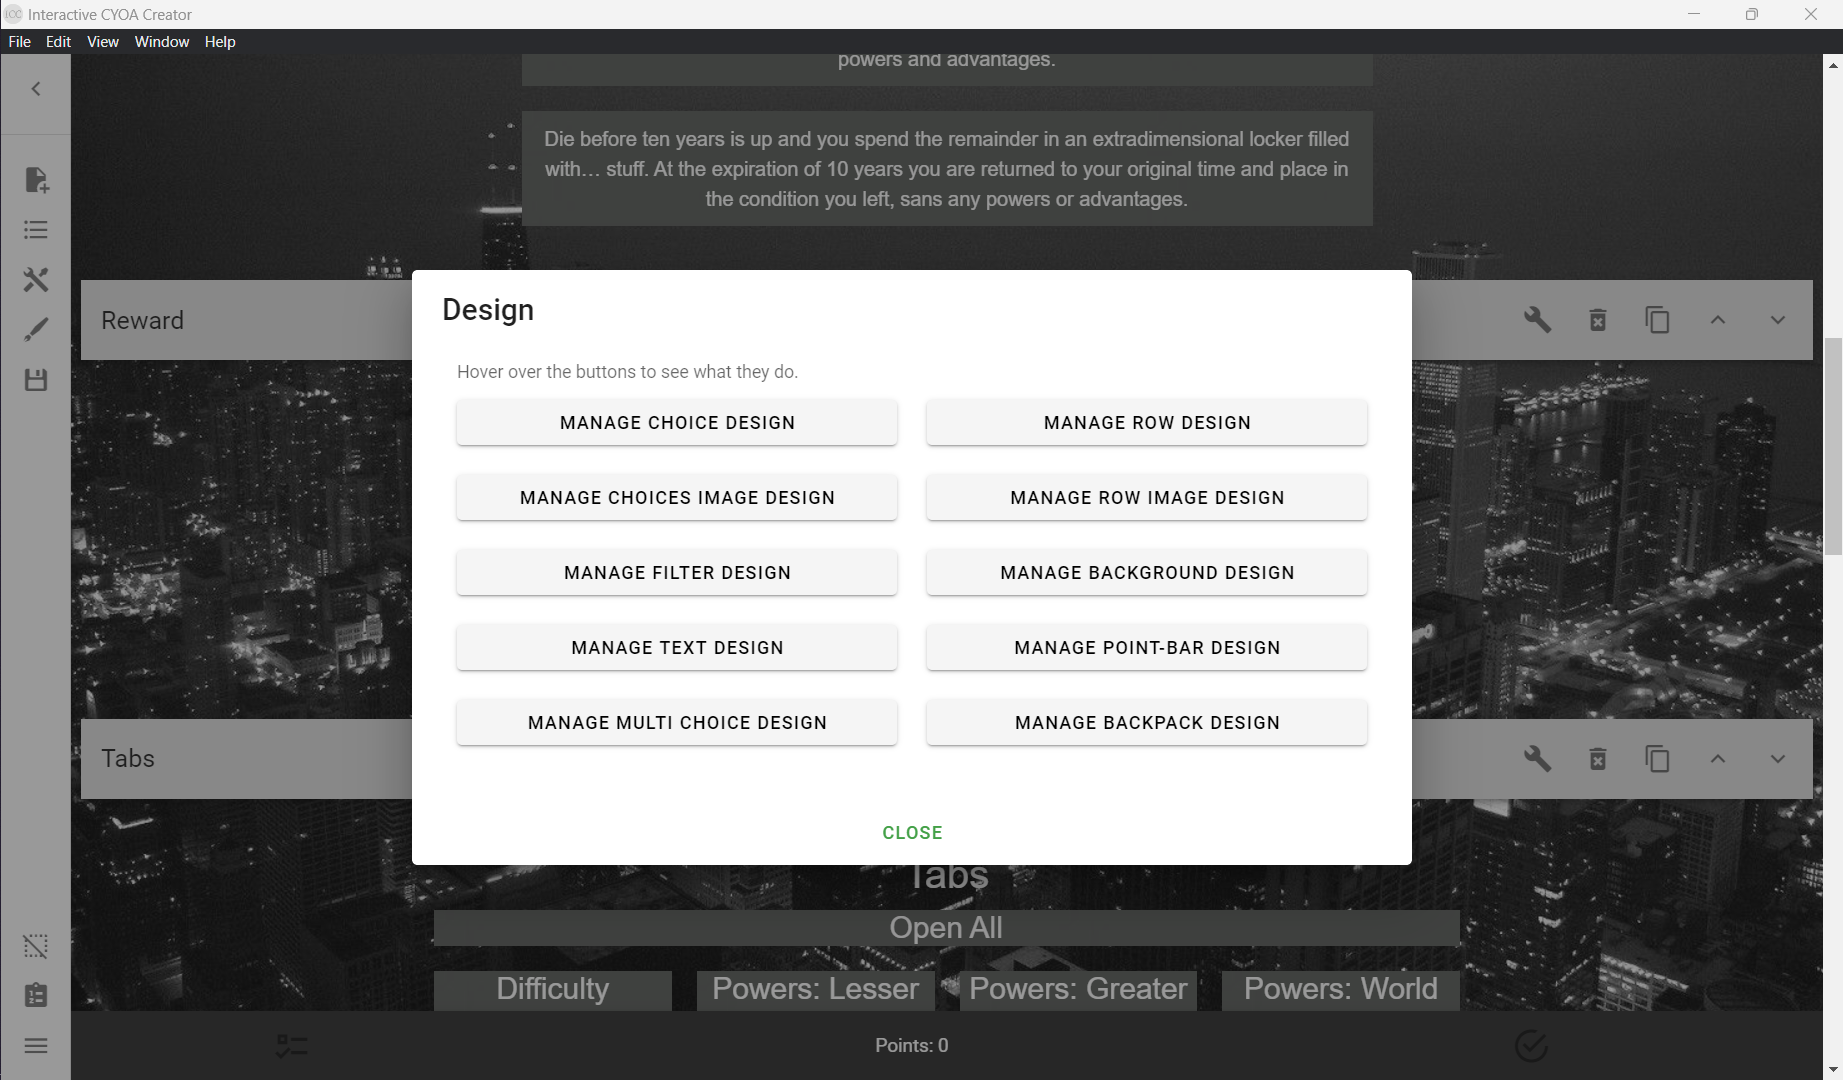 Interactive CYOA Creator
File Edit View Window Help
powers and advantages.
Die before ten years is up and you spend the remainder in an extradimensional locker filled
with… stuff. At the expiration of 10 years you are returned to your original time and place in
the condition you left, sans any powers or advantages.
Reward
Design
Hover over the buttons to see what they do.
MANAGE CHOICE DESIGN
MANAGE ROW DESIGN
MANAGE CHOICES IMAGE DESIGN
MANAGE ROW IMAGE DESIGN
MANAGE FILTER DESIGN
MANAGE BACKGROUND DESIGN
MANAGE TEXT DESIGN
MANAGE POINT-BAR DESIGN
MANAGE MULTI CHOICE DESIGN
MANAGE BACKPACK DESIGN
CLOSE
Tabs
Tabs
Open All
Difficulty
Powers: Lesser
Powers: Greater
Powers: World
Points: 0